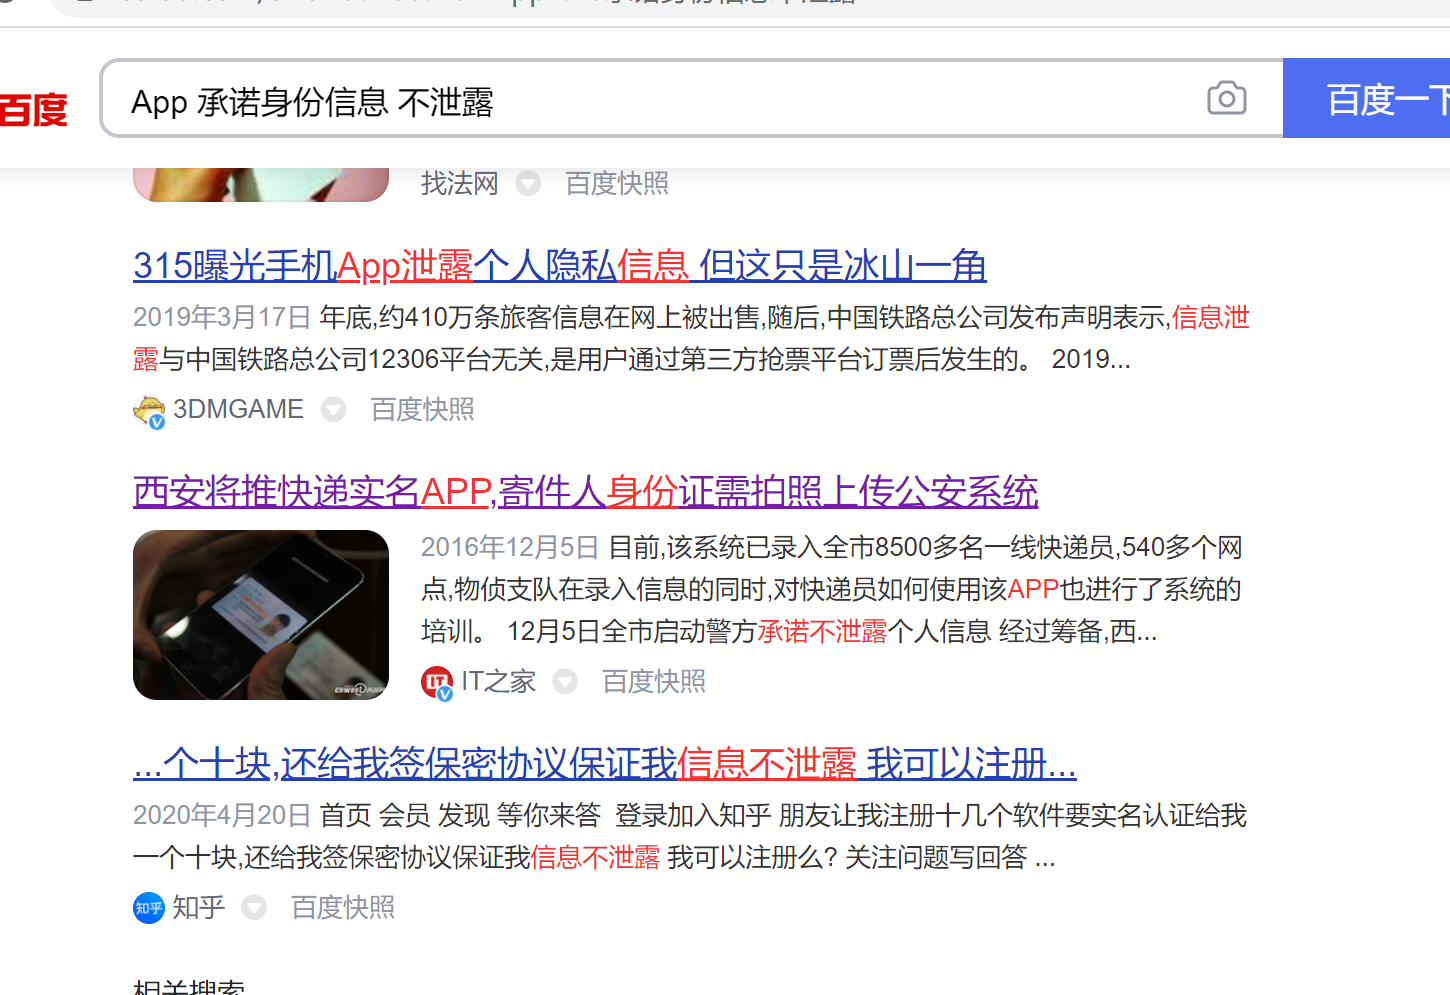 百度
App 承诺身份信息 不泄露
百度一下
找法网 百度快照
315曝光手机App泄露个人隐私信息 但这只是冰山一角
2019年3月17日 年底,约410万条旅客信息在网上被出售,随后,中国铁路总公司发布声明表示,信息泄
露与中国铁路总公司12306平台无关,是用户通过第三方抢票平台订票后发生的。 2019...
3DMGAME 百度快照
西安将推快递实名APP,寄件人身份证需拍照上传公安系统
2016年12月5日 目前,该系统已录入全市8500多名一线快递员,540多个网
点,物侦支队在录入信息的同时,对快递员如何使用该APP也进行了系统的
培训。 12月5日全市启动警方承诺不泄露个人信息 经过筹备,西...
IT之家 百度快照
...个十块,还给我签保密协议保证我信息不泄露 我可以注册...
2020年4月20日 首页 会员 发现 等你来答 登录加入知乎 朋友让我注册十几个软件要实名认证给我
一个十块,还给我签保密协议保证我信息不泄露 我可以注册么? 关注问题写回答 ...
知乎 知乎 百度快照
相关搜索